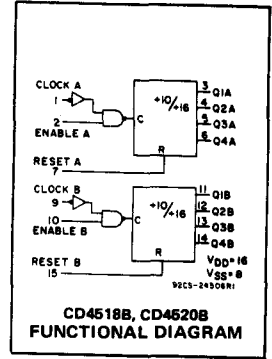 CLOCK A
1
2
ENABLE A
C
÷10/÷16
R
3 Q1A
4 Q2A
5 Q3A
6 Q4A
RESET A
7
CLOCK B
9
10
ENABLE B
C
÷10/÷16
R
11 Q1B
12 Q2B
13 Q3B
14 Q4B
RESET B
15
VDD=16
VSS=8
92CS-24506R1
CD4518B, CD4520B
FUNCTIONAL DIAGRAM